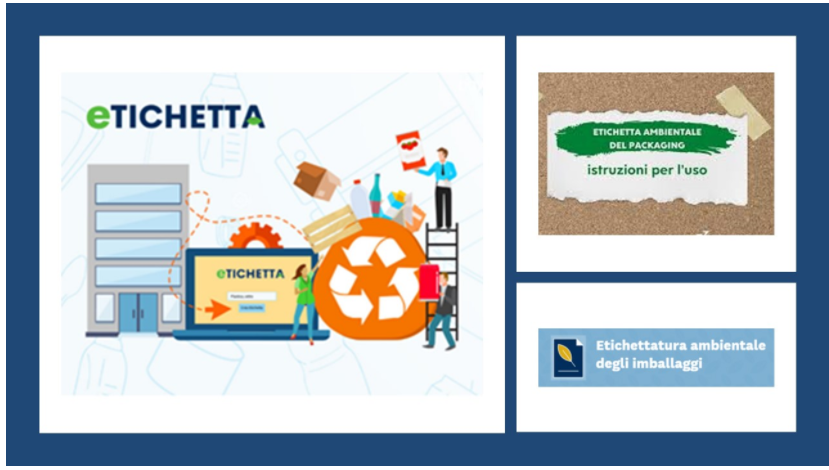 eTICHETTA
eTICHETTA
ETICHETTA AMBIENTALE
DEL PACKAGING
istruzioni per l'uso
Etichettatura ambientale
degli imballaggi